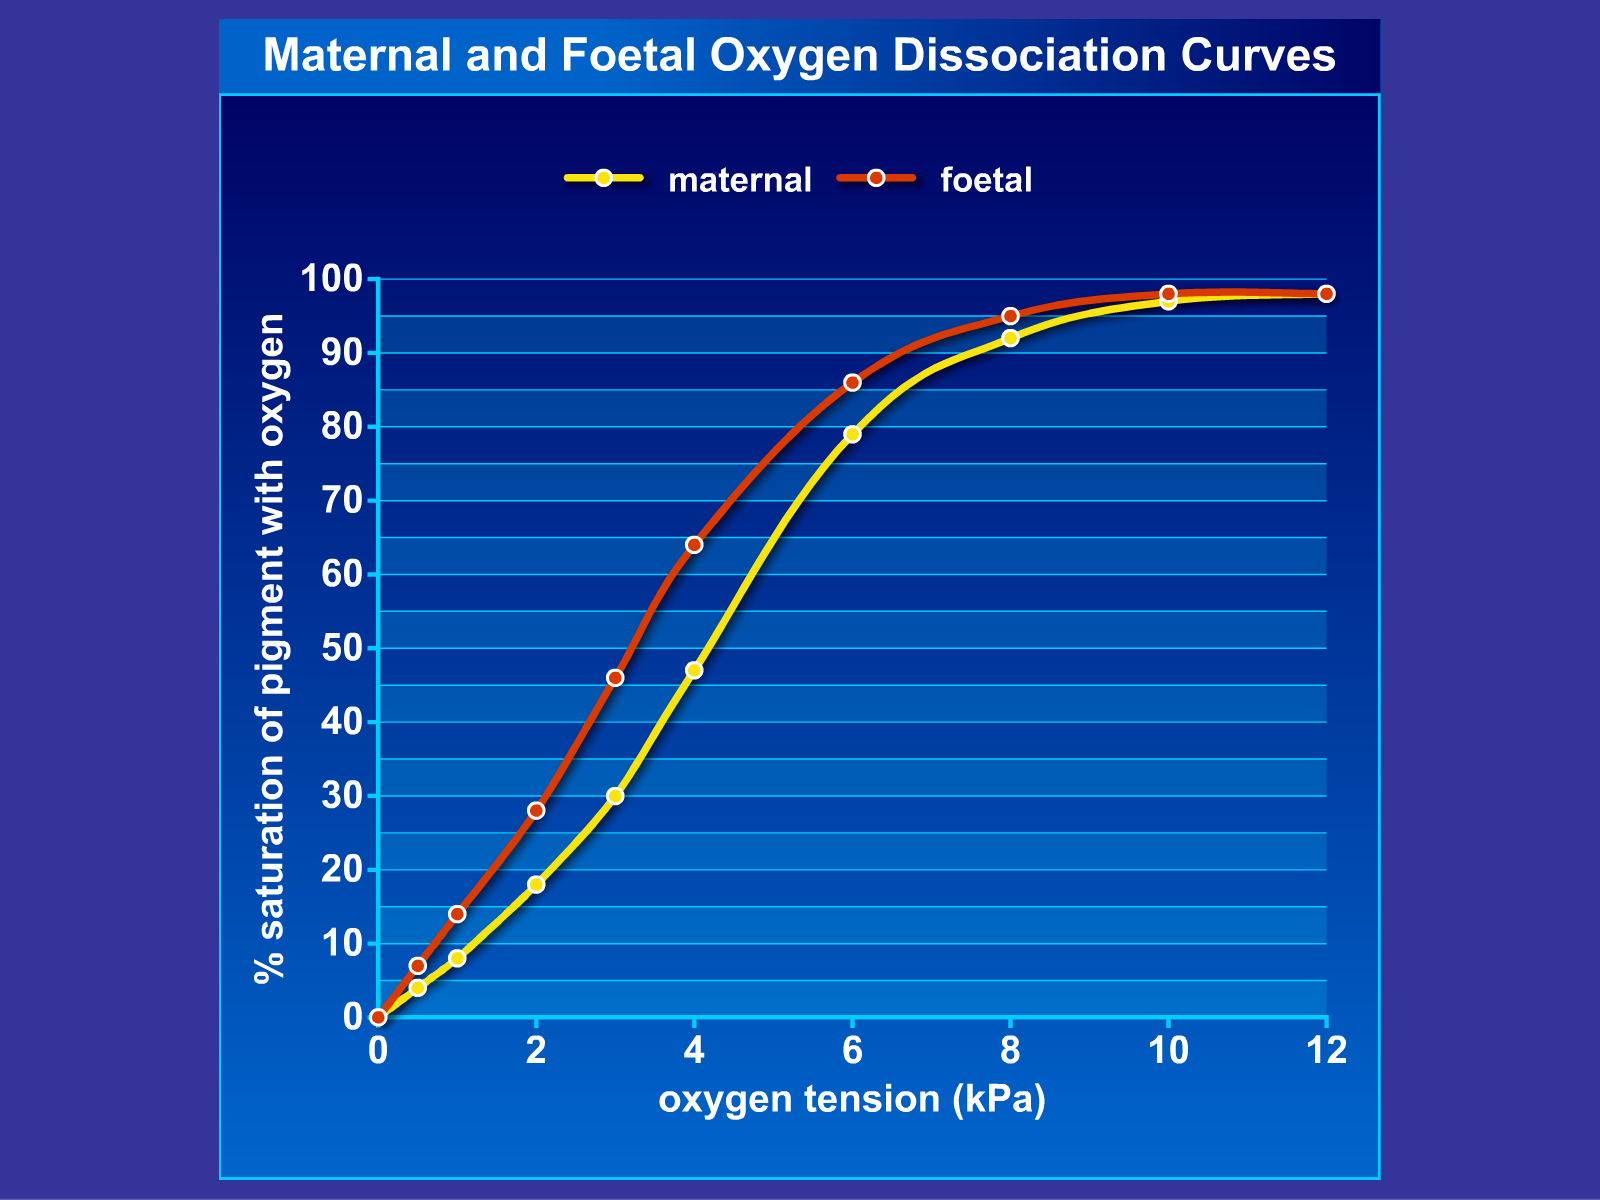 Maternal and Foetal Oxygen Dissociation Curves
maternal foetal
% saturation of pigment with oxygen
100
90
80
70
60
50
40
30
20
10
0
0 2 4 6 8 10 12
oxygen tension (kPa)